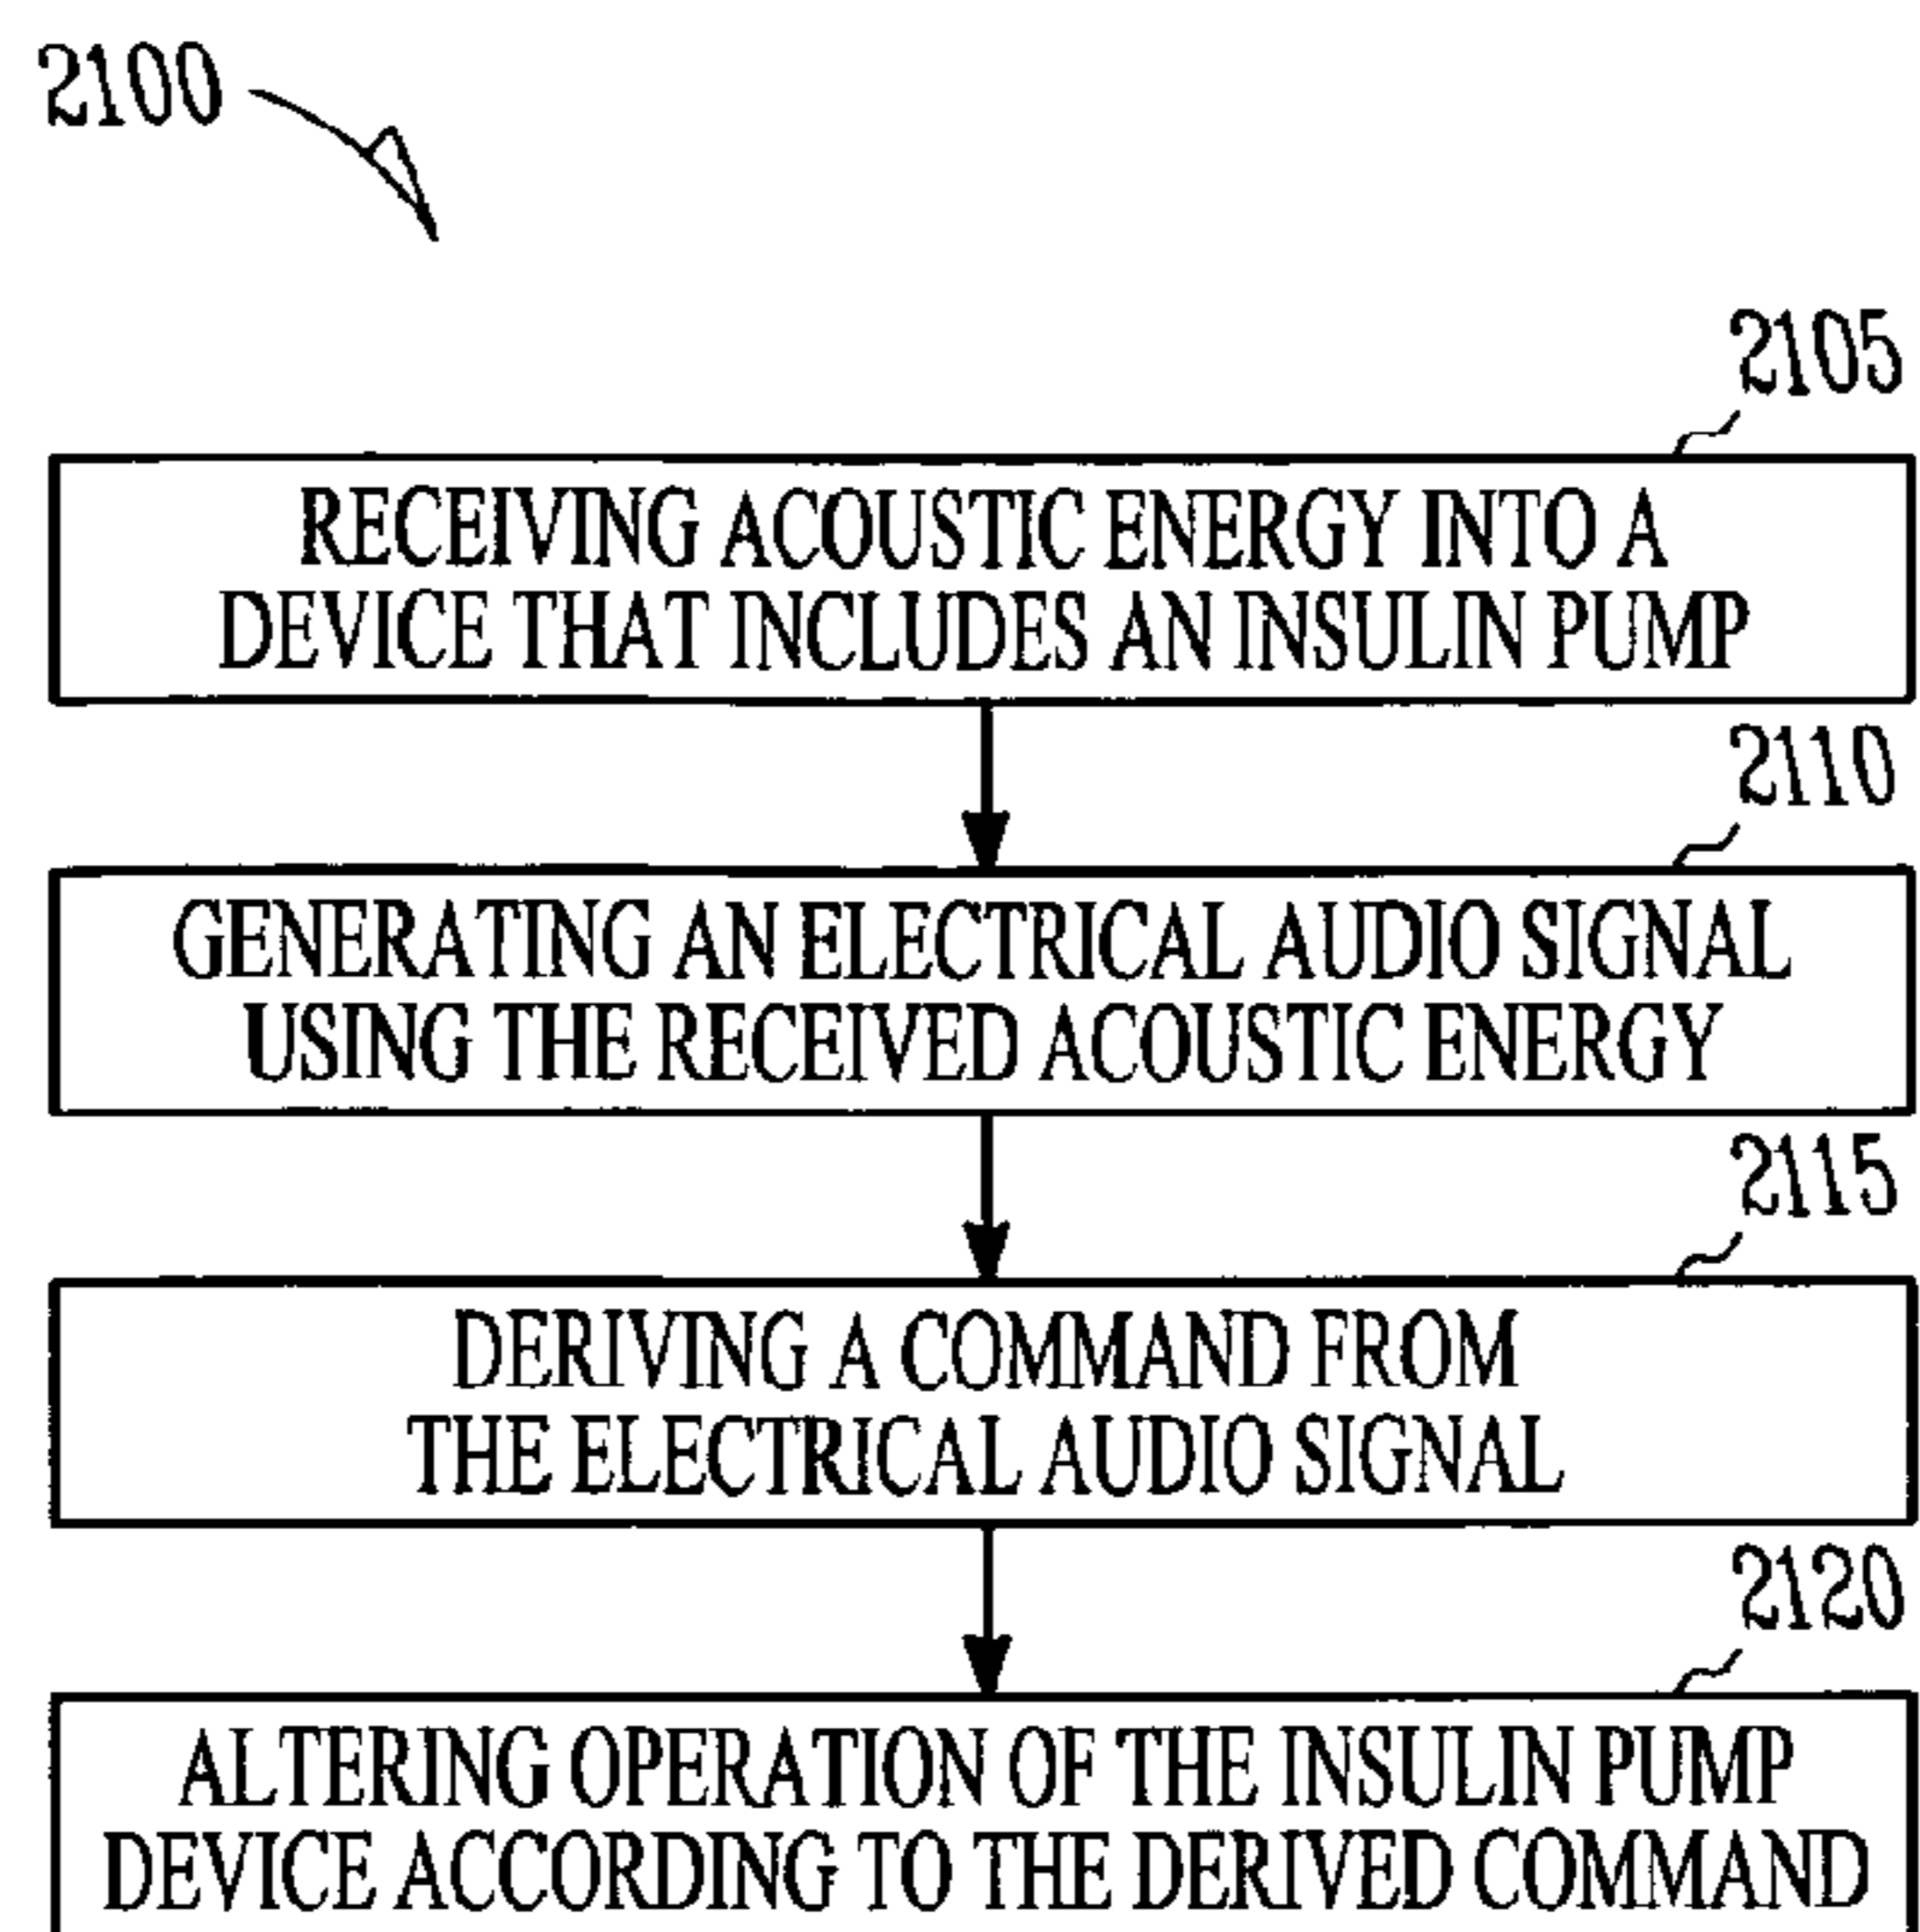 2100
2105
RECEIVING ACOUSTIC ENERGY INTO A
DEVICE THAT INCLUDES AN INSULIN PUMP
2110
GENERATING AN ELECTRICAL AUDIO SIGNAL
USING THE RECEIVED ACOUSTIC ENERGY
2115
DERIVING A COMMAND FROM
THE ELECTRICAL AUDIO SIGNAL
2120
ALTERING OPERATION OF THE INSULIN PUMP
DEVICE ACCORDING TO THE DERIVED COMMAND